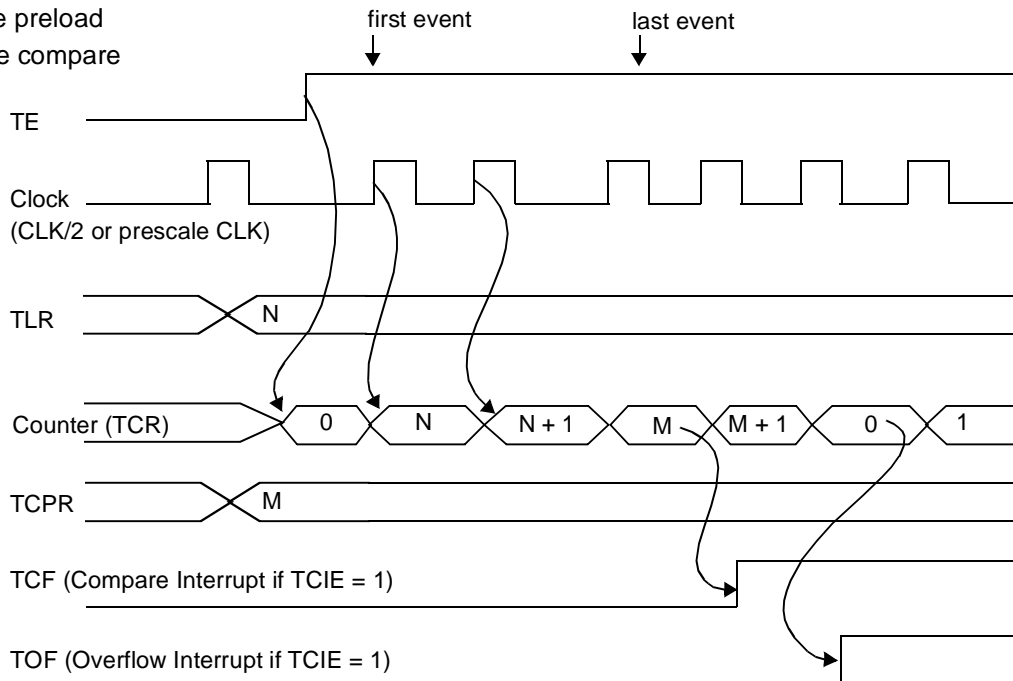 e preload
e compare
first event
last event
TE
Clock
(CLK/2 or prescale CLK)
TLR
N
Counter (TCR)
0
N
N + 1
M
M + 1
0
1
TCPR
M
TCF (Compare Interrupt if TCIE = 1)
TOF (Overflow Interrupt if TCIE = 1)